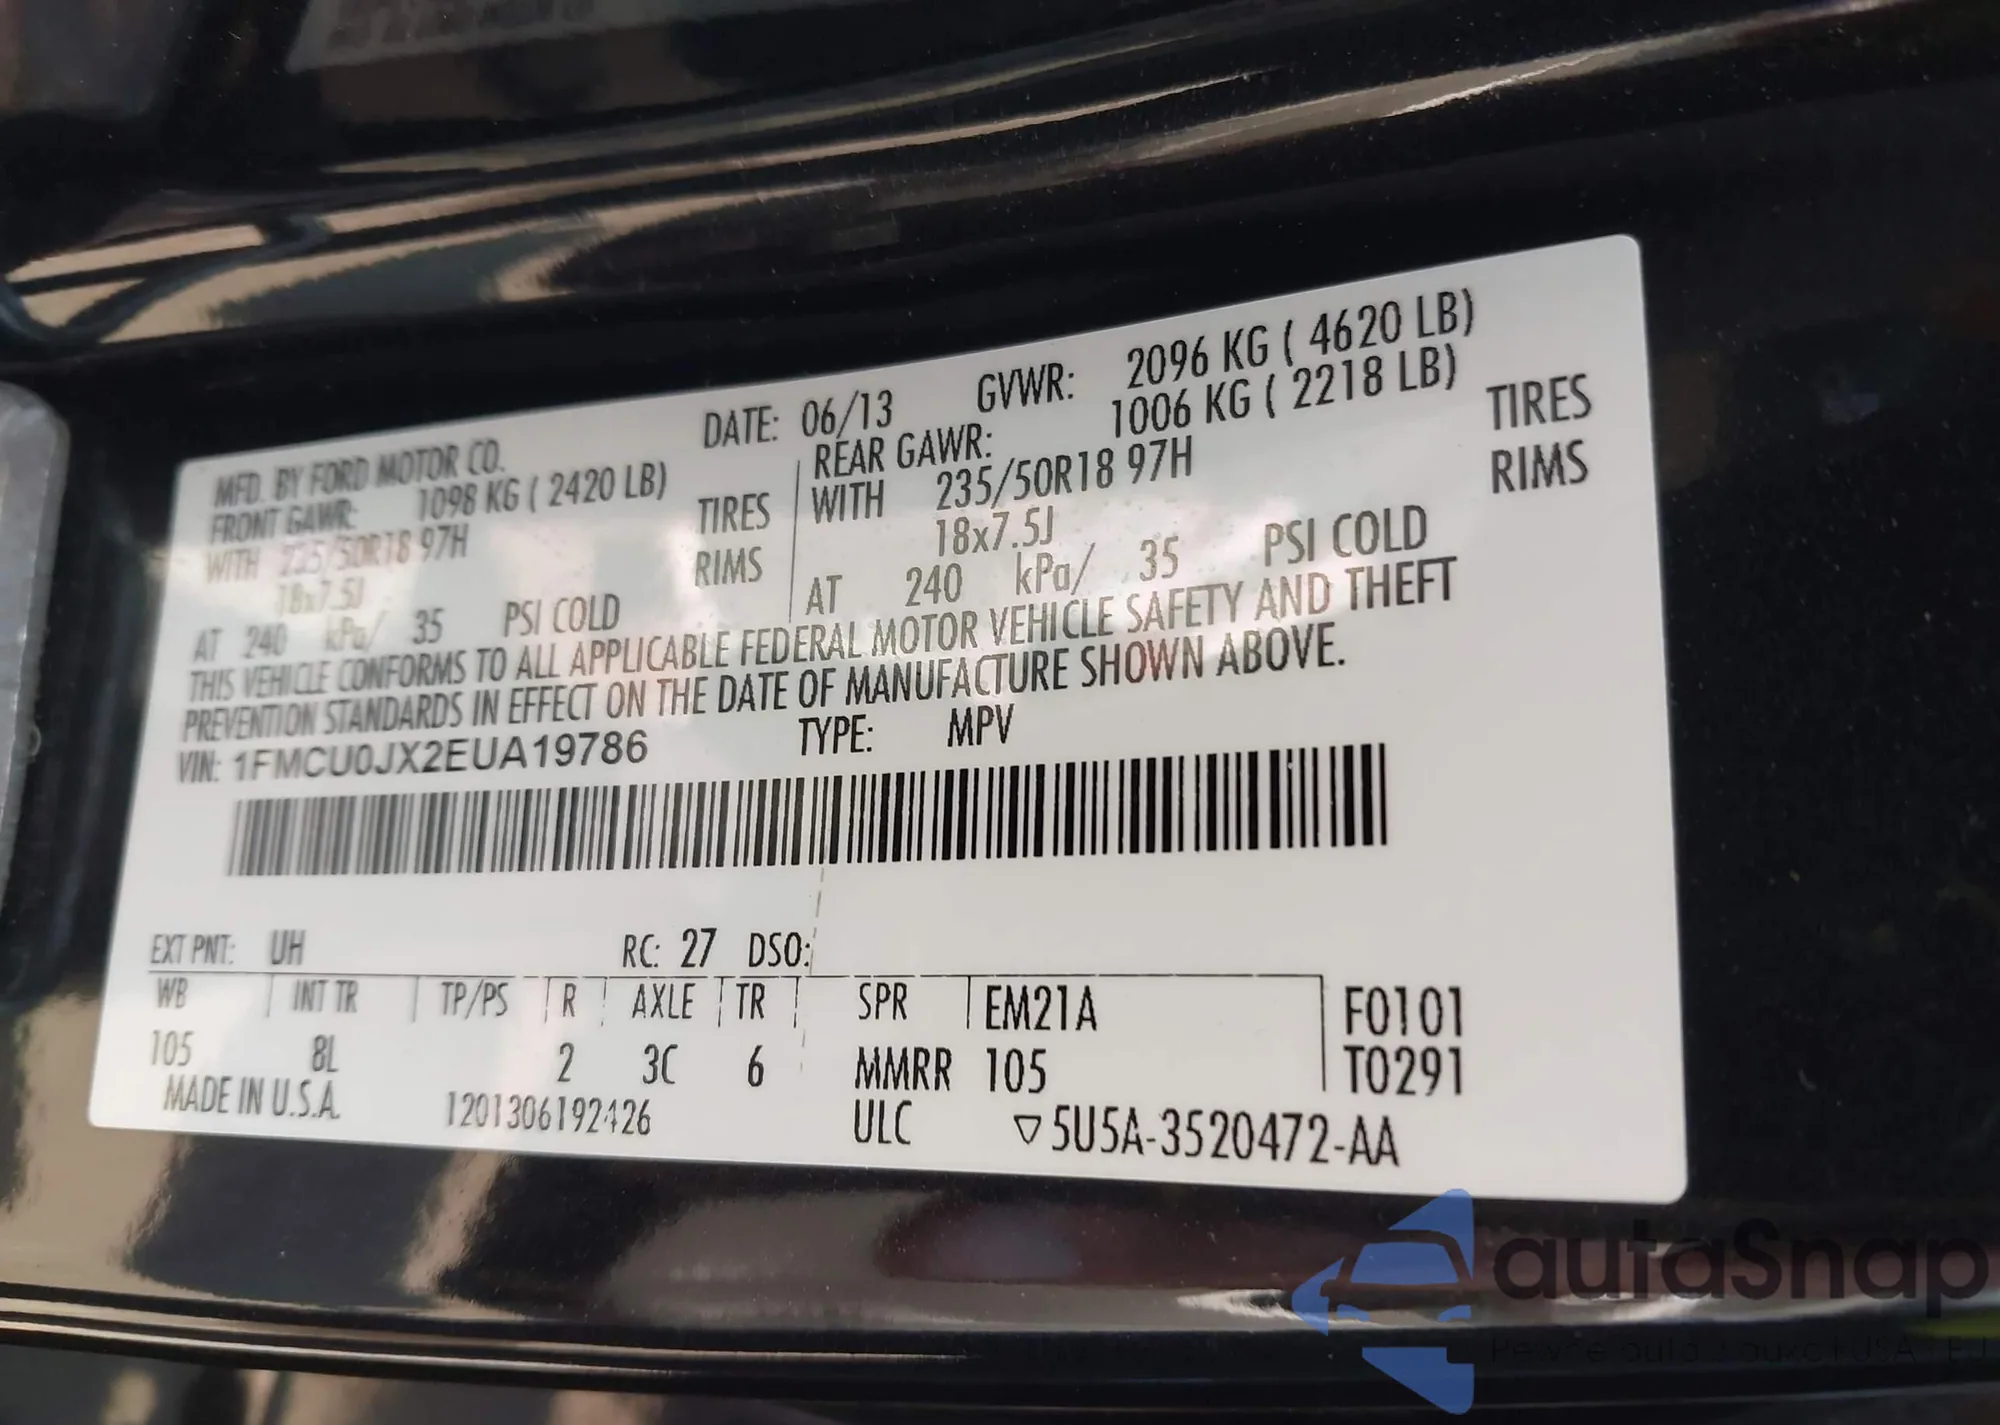 MFD. BY FORD MOTOR CO. DATE: 06/13 GVWR: 2096 KG ( 4620 LB)
FRONT GAWR: 1098 KG ( 2420 LB) REAR GAWR: 1006 KG ( 2218 LB)
WITH 235/50R18 97H TIRES WITH 235/50R18 97H TIRES
18x7.5J RIMS 18x7.5J RIMS
AT 240 kPa/ 35 PSI COLD AT 240 kPa/ 35 PSI COLD
THIS VEHICLE CONFORMS TO ALL APPLICABLE FEDERAL MOTOR VEHICLE SAFETY AND THEFT
PREVENTION STANDARDS IN EFFECT ON THE DATE OF MANUFACTURE SHOWN ABOVE.
VIN: 1FMCU0JX2EUA19786 TYPE: MPV
EXT PNT: UH RC: 27 DSO:
WB INT TR TP/PS R AXLE TR SPR EM21A F0101
105 8L 2 3C 6 MMRR 105 T0291
MADE IN U.S.A. 1201306192426 ULC ▽5U5A-3520472-AA
autaSnap